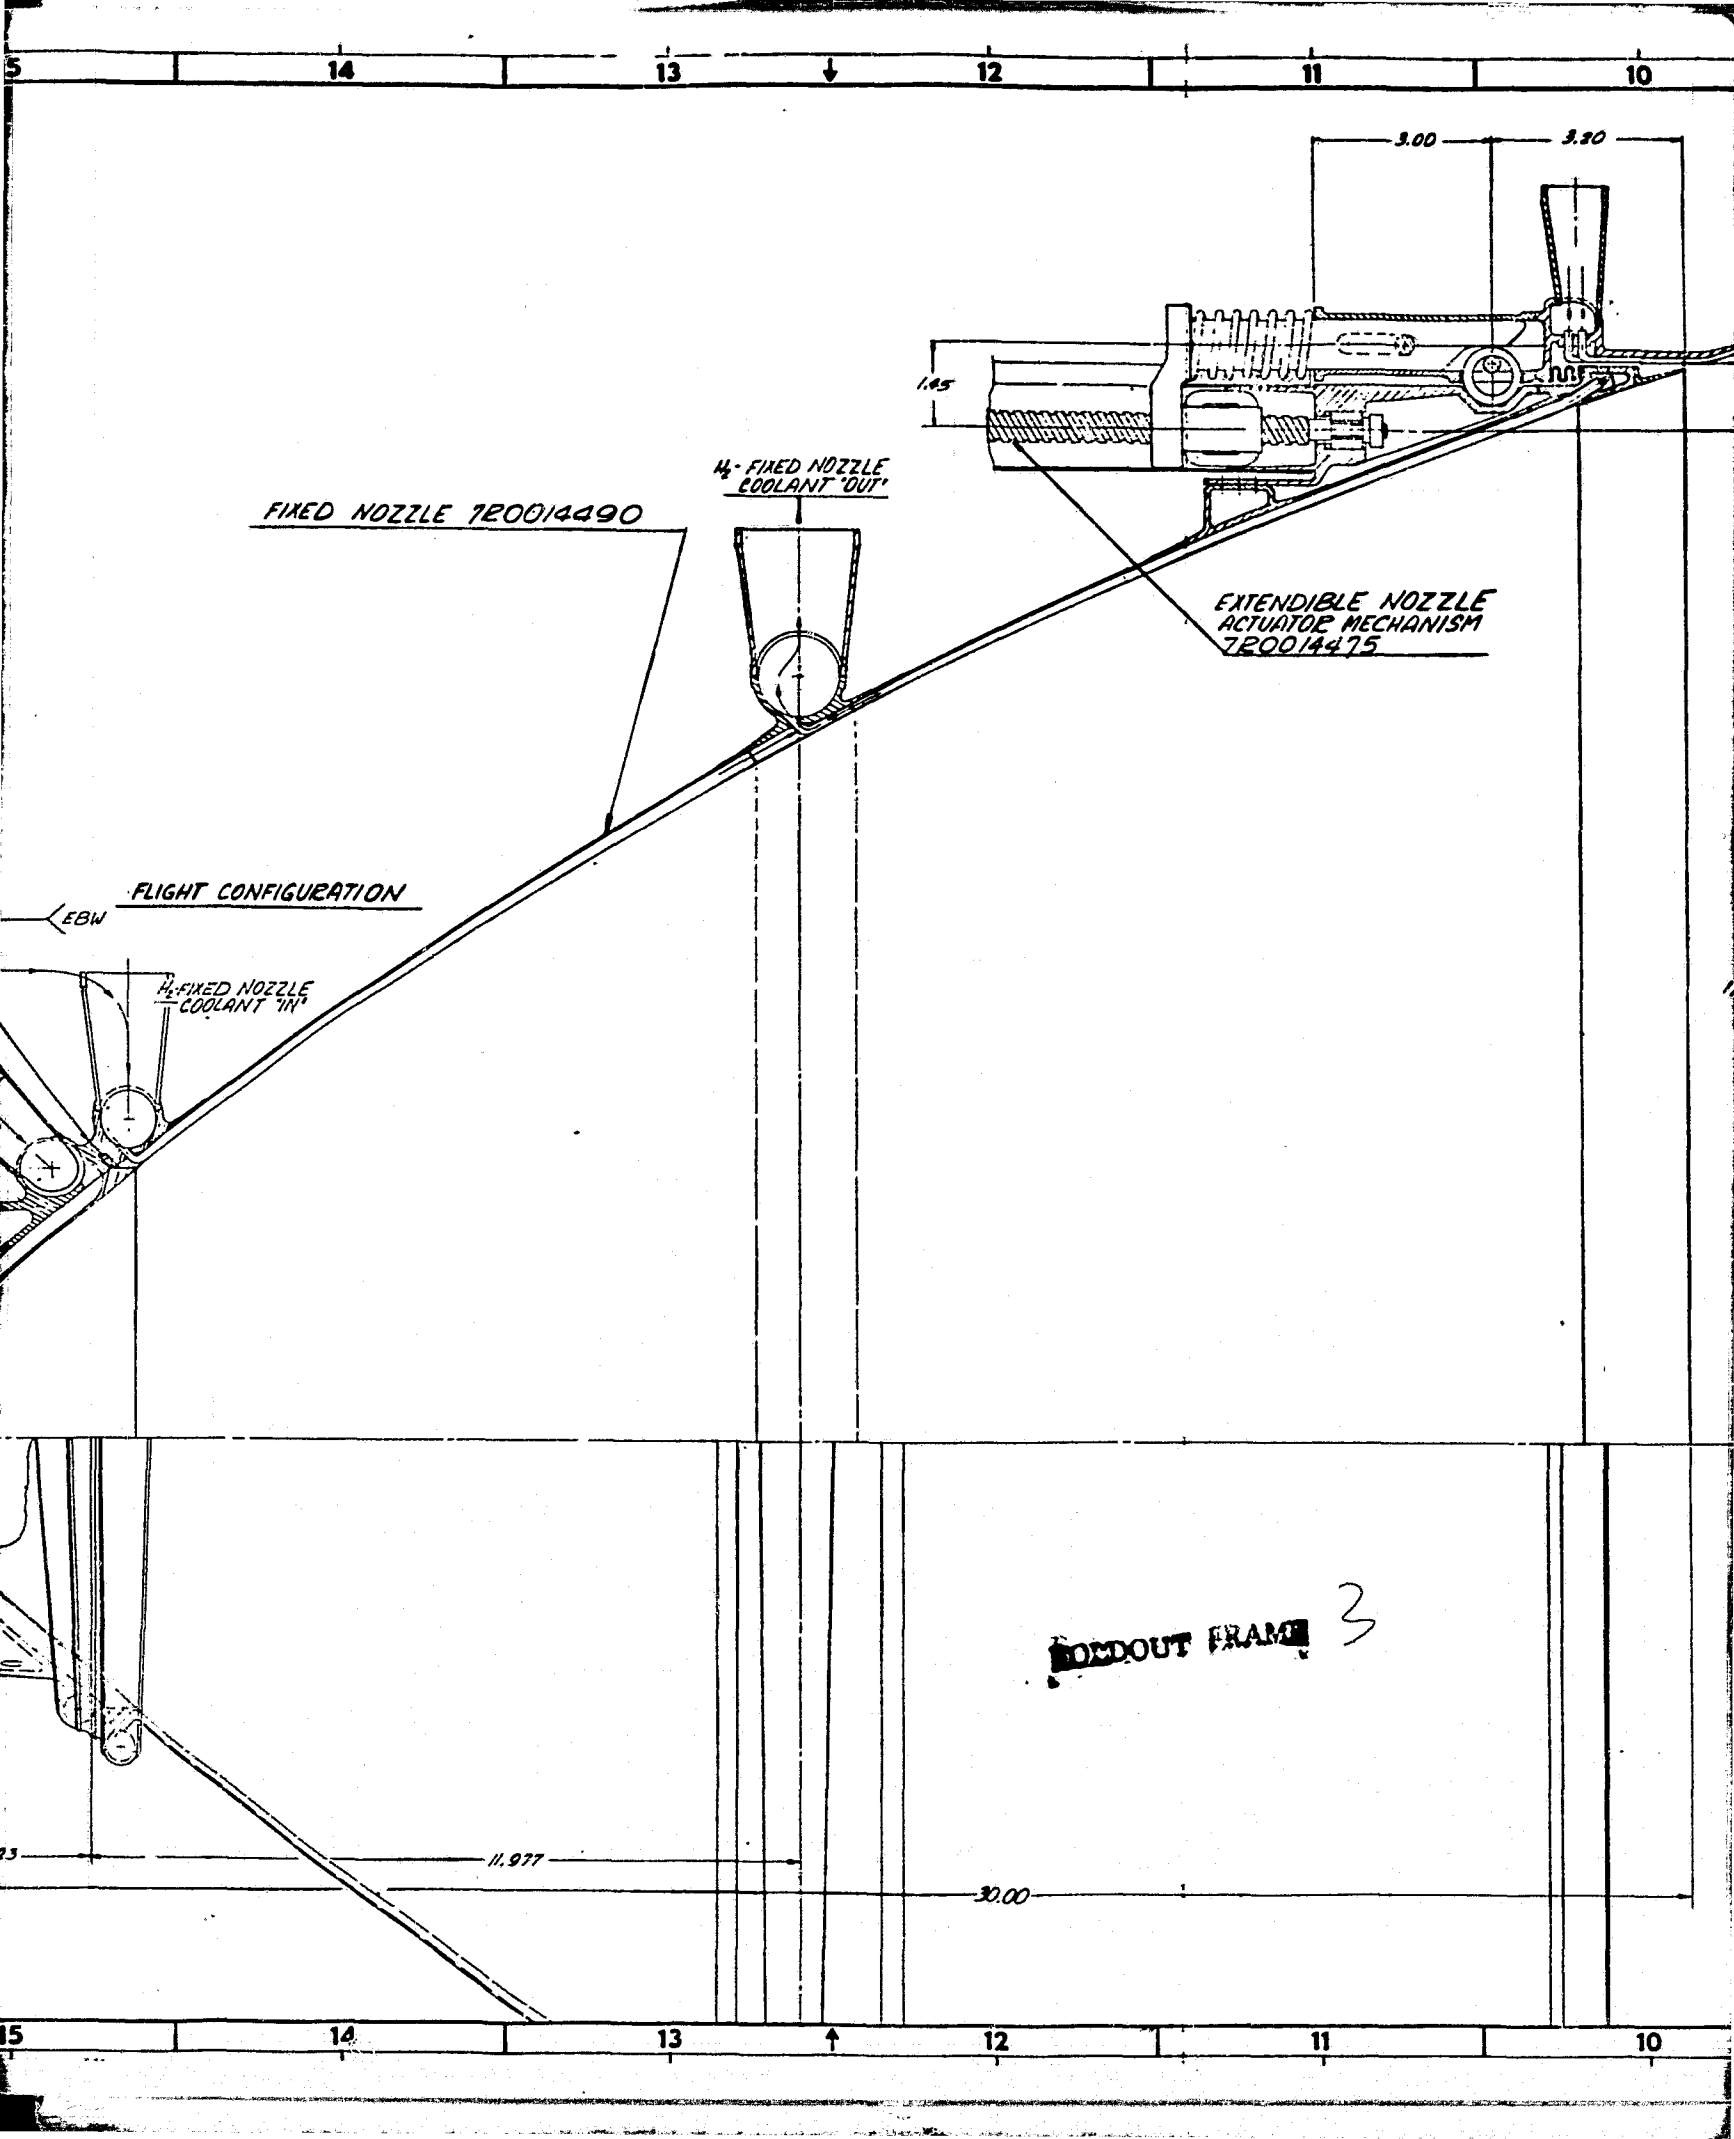 5 14 13 12 11 10
3.00 3.20
1.45
H2- FIXED NOZZLE
COOLANT "OUT"
FIXED NOZZLE 7R0014490
EXTENDIBLE NOZZLE
ACTUATOR MECHANISM
7R0014475
FLIGHT CONFIGURATION
EBW
H2-FIXED NOZZLE
COOLANT "IN"
FOLDOUT FRAME 3
23 11.977
30.00
15 14 13 12 11 10